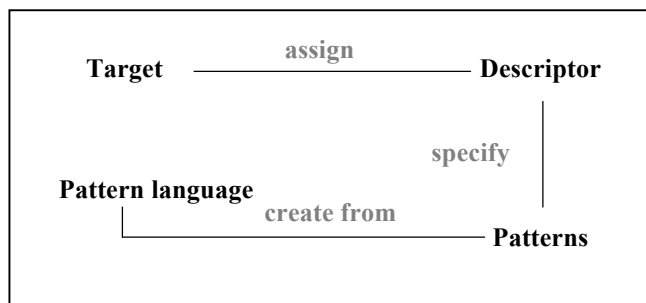 assign
Target Descriptor
specify
Pattern language
create from
Patterns